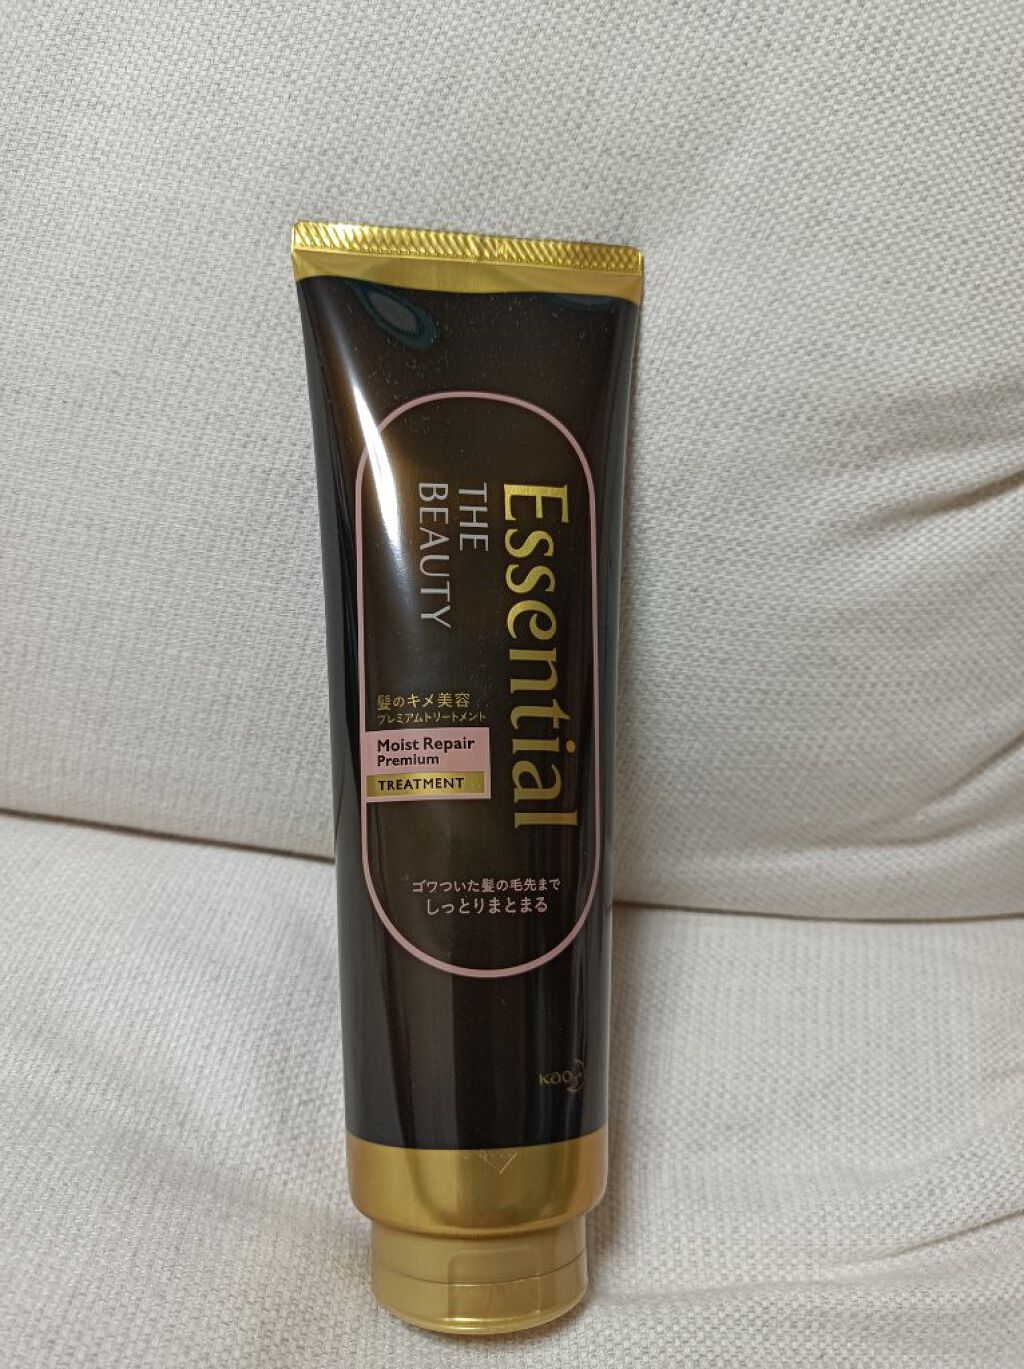 Essential
THE
BEAUTY
髪のキメ美容
プレミアムトリートメント
Moist Repair
Premium
TREATMENT
ゴワついた髪の毛先まで
しっとりまとまる
Kao